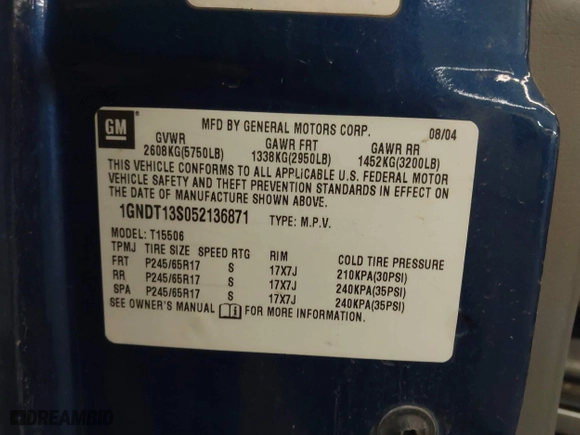 GM
MFD BY GENERAL MOTORS CORP. 08/04
GVWR GAWR FRT GAWR RR
2608KG(5750LB) 1338KG(2950LB) 1452KG(3200LB)
THIS VEHICLE CONFORMS TO ALL APPLICABLE U.S. FEDERAL MOTOR
VEHICLE SAFETY AND THEFT PREVENTION STANDARDS IN EFFECT ON
THE DATE OF MANUFACTURE SHOWN ABOVE.
1GNDT13S052136871 TYPE: M.P.V.
MODEL: T15506
TPMJ TIRE SIZE SPEED RTG RIM COLD TIRE PRESSURE
FRT P245/65R17 S 17X7J 210KPA(30PSI)
RR P245/65R17 S 17X7J 240KPA(35PSI)
SPA P245/65R17 S 17X7J 240KPA(35PSI)
SEE OWNER'S MANUAL FOR MORE INFORMATION.
DREAMBID